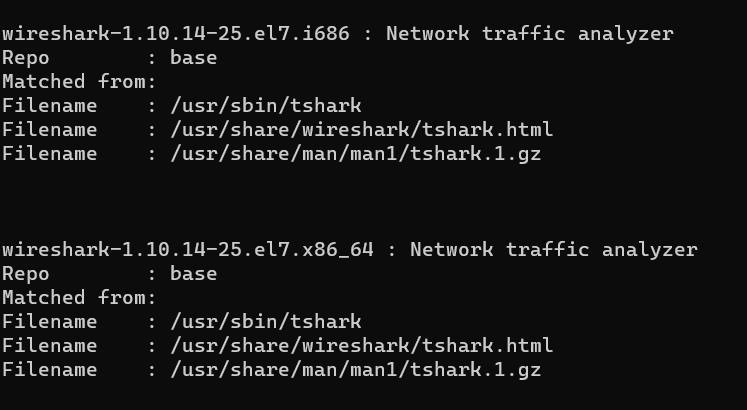 wireshark-1.10.14-25.el7.i686 : Network traffic analyzer
Repo        : base
Matched from:
Filename    : /usr/sbin/tshark
Filename    : /usr/share/wireshark/tshark.html
Filename    : /usr/share/man/man1/tshark.1.gz
wireshark-1.10.14-25.el7.x86_64 : Network traffic analyzer
Repo        : base
Matched from:
Filename    : /usr/sbin/tshark
Filename    : /usr/share/wireshark/tshark.html
Filename    : /usr/share/man/man1/tshark.1.gz